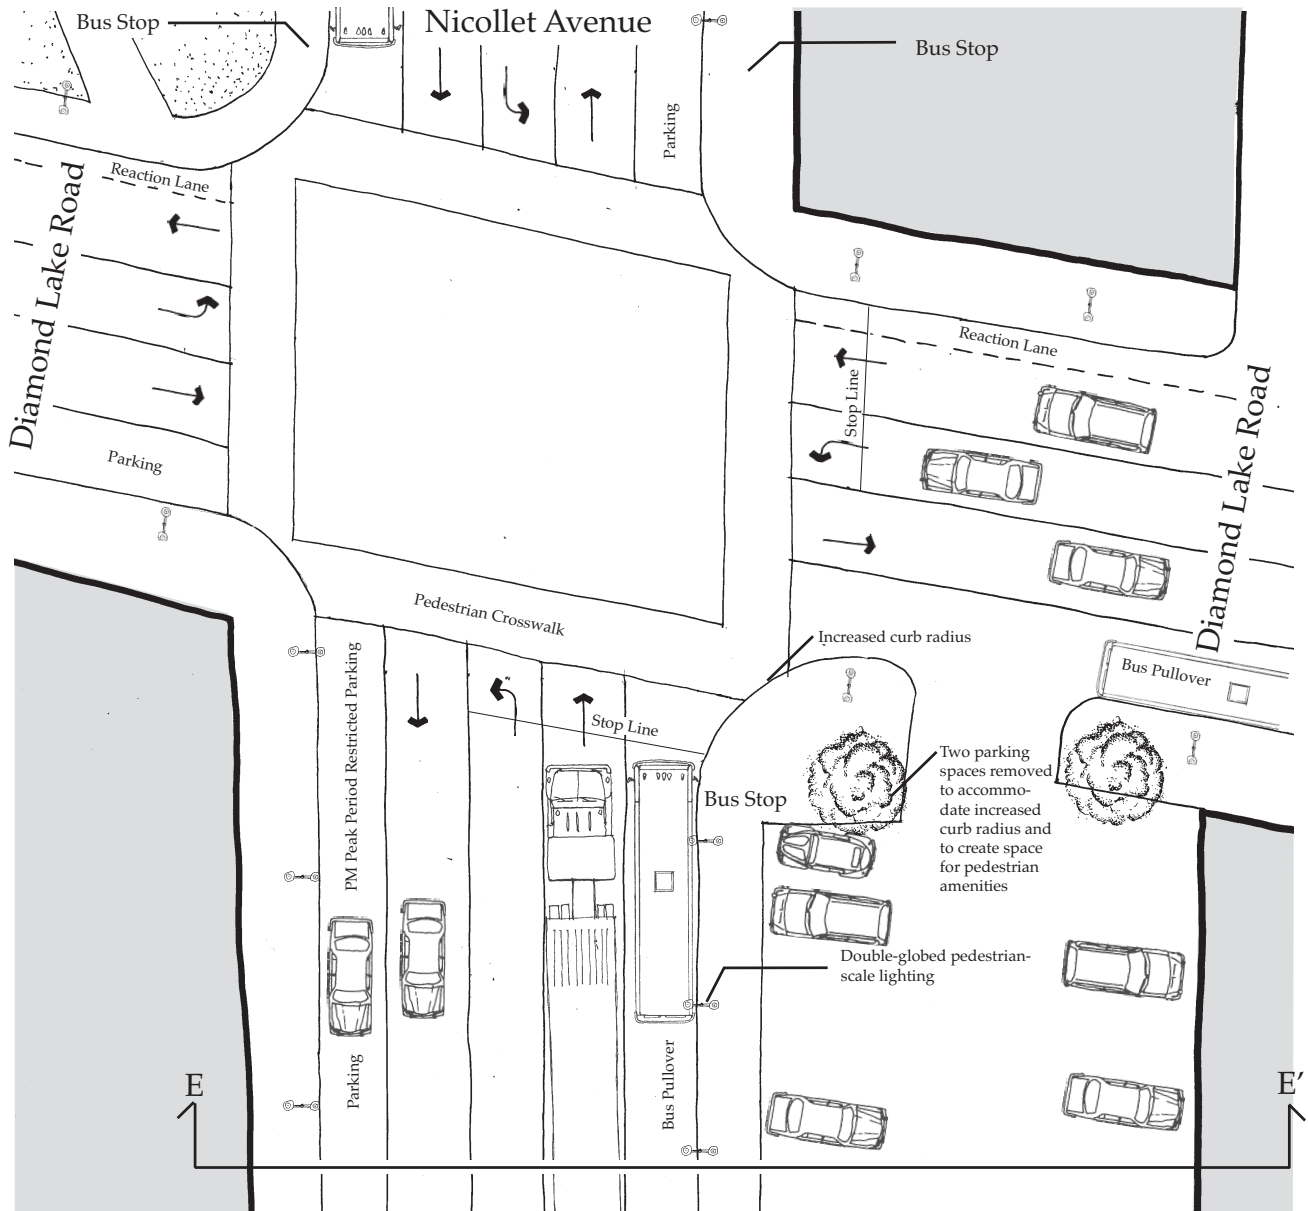 Bus Stop
Nicollet Avenue
Bus Stop
Parking
Reaction Lane
Diamond Lake Road
Reaction Lane
Stop Line
Diamond Lake Road
Parking
Pedestrian Crosswalk
Increased curb radius
Bus Pullover
PM Peak Period Restricted Parking
Stop Line
Bus Stop
Two parking
spaces removed
to accommo-
date increased
curb radius and
to create space
for pedestrian
amenities
Double-globed pedestrian-
scale lighting
Parking
Bus Pullover
E
E'